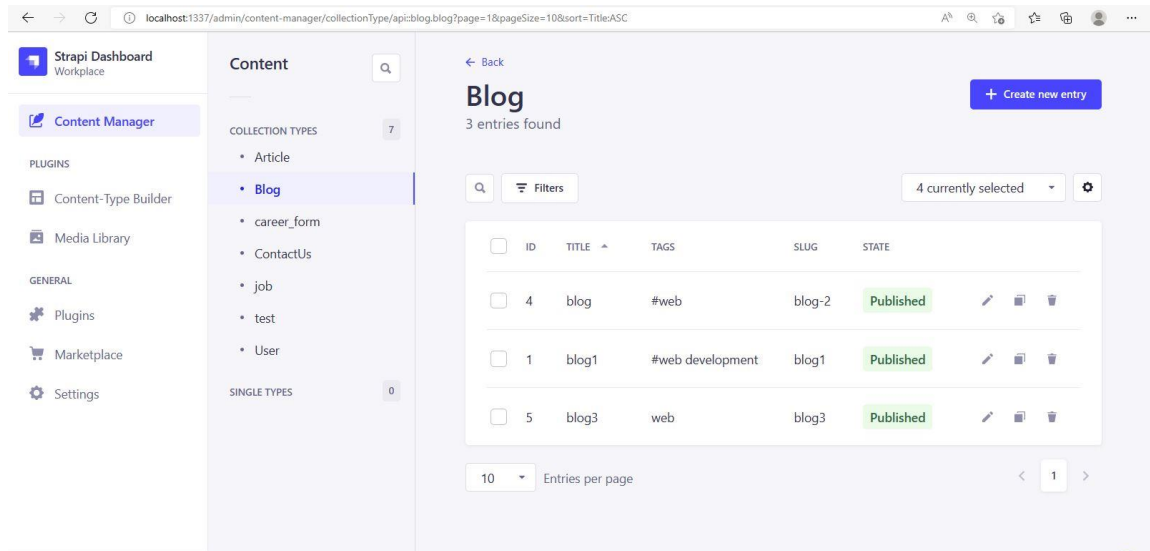 localhost:1337/admin/content-manager/collectionType/api::blog.blog?page=1&pageSize=10&sort=Title:ASC
Strapi Dashboard
Workplace
Content Manager
PLUGINS
Content-Type Builder
Media Library
GENERAL
Plugins
Marketplace
Settings
Content
COLLECTION TYPES 7
Article
Blog
career_form
ContactUs
job
test
User
SINGLE TYPES 0
← Back
Blog
3 entries found
+ Create new entry
Filters
4 currently selected
ID TITLE TAGS SLUG STATE
4 blog #web blog-2 Published
1 blog1 #web development blog1 Published
5 blog3 web blog3 Published
10 Entries per page
1